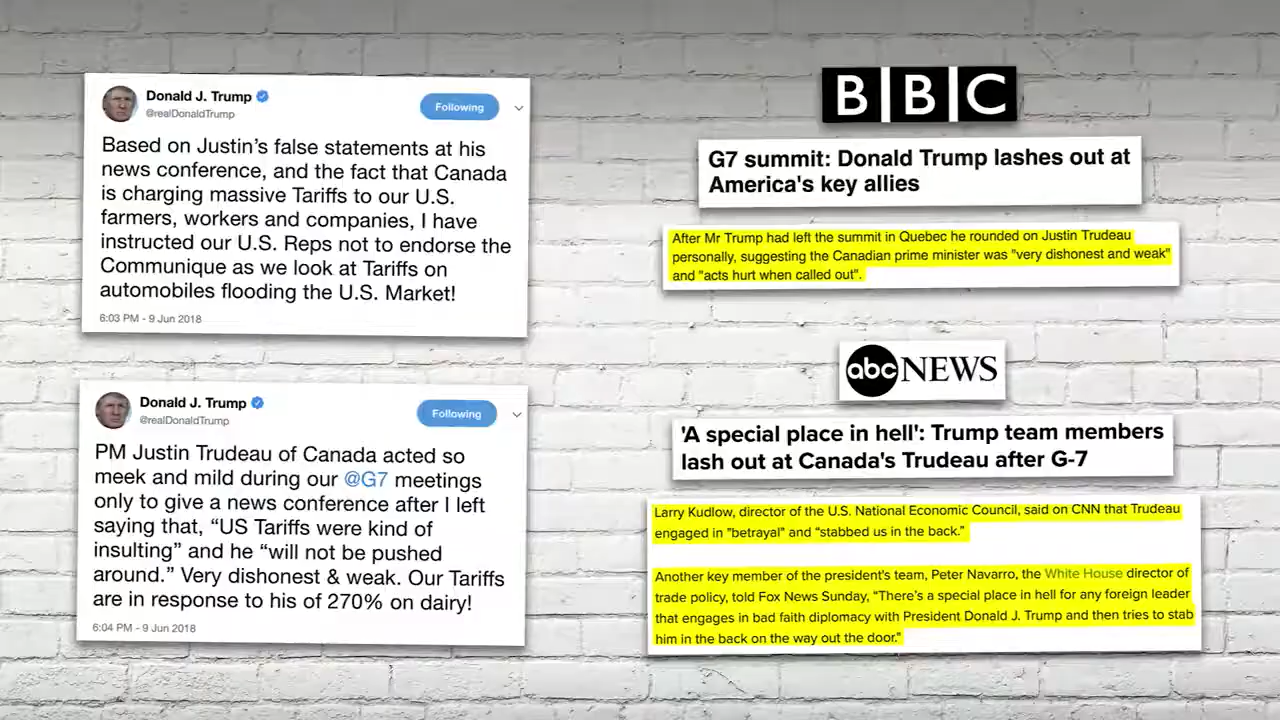 Donald J. Trump
@realDonaldTrump
Following
Based on Justin's false statements at his
news conference, and the fact that Canada
is charging massive Tariffs to our U.S.
farmers, workers and companies, I have
instructed our U.S. Reps not to endorse the
Communique as we look at Tariffs on
automobiles flooding the U.S. Market!
6:03 PM - 9 Jun 2018
Donald J. Trump
@realDonaldTrump
Following
PM Justin Trudeau of Canada acted so
meek and mild during our @G7 meetings
only to give a news conference after I left
saying that, “US Tariffs were kind of
insulting” and he “will not be pushed
around.” Very dishonest & weak. Our Tariffs
are in response to his of 270% on dairy!
6:04 PM - 9 Jun 2018
BBC
G7 summit: Donald Trump lashes out at
America's key allies
After Mr Trump had left the summit in Quebec he rounded on Justin Trudeau
personally, suggesting the Canadian prime minister was "very dishonest and weak"
and "acts hurt when called out".
abc NEWS
'A special place in hell': Trump team members
lash out at Canada's Trudeau after G-7
Larry Kudlow, director of the U.S. National Economic Council, said on CNN that Trudeau
engaged in "betrayal" and “stabbed us in the back.”
Another key member of the president's team, Peter Navarro, the White House director of
trade policy, told Fox News Sunday, “There's a special place in hell for any foreign leader
that engages in bad faith diplomacy with President Donald J. Trump and then tries to stab
him in the back on the way out the door."